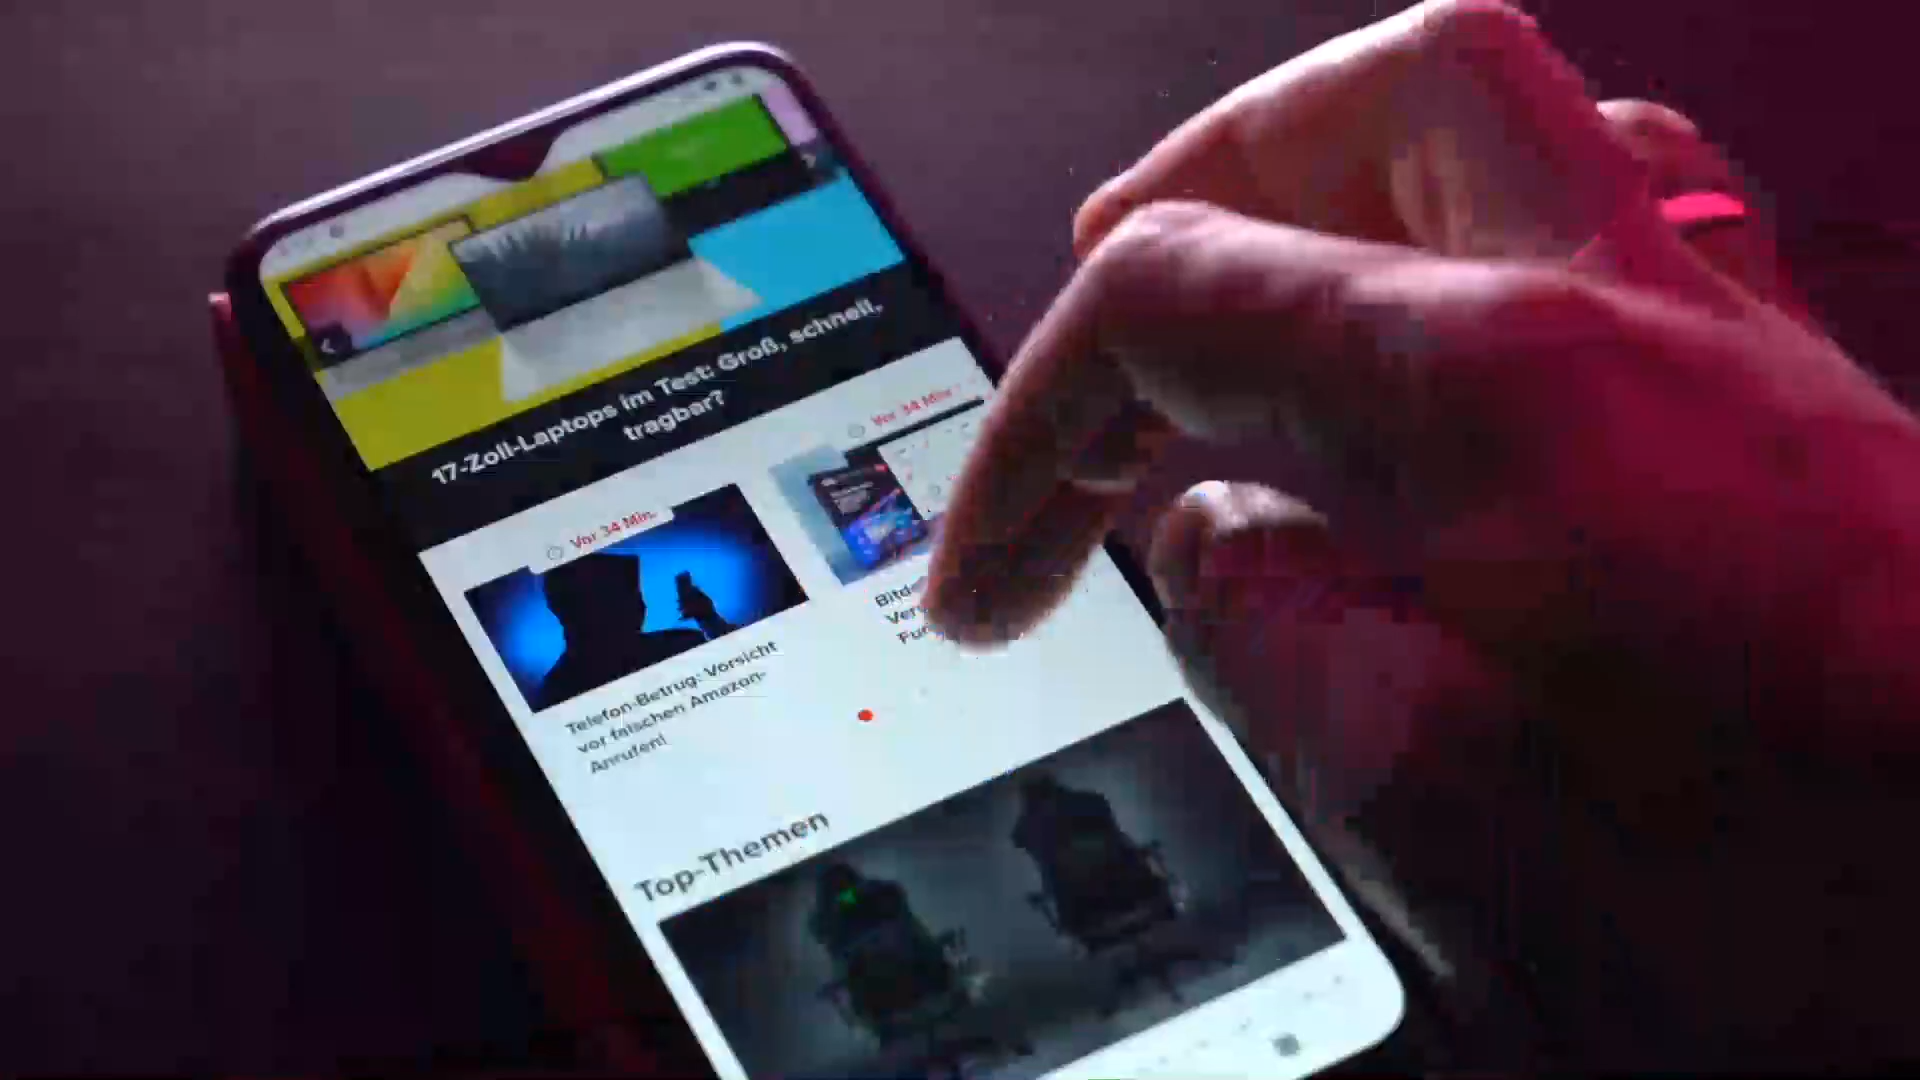 17-Zoll-Laptops im Test: Groß, schnell,
tragbar?
Vor 34 Min.
Vor 34 Min.
Telefon-Betrug: Vorsicht
vor falschen Amazon-
Anrufen!
Top-Themen